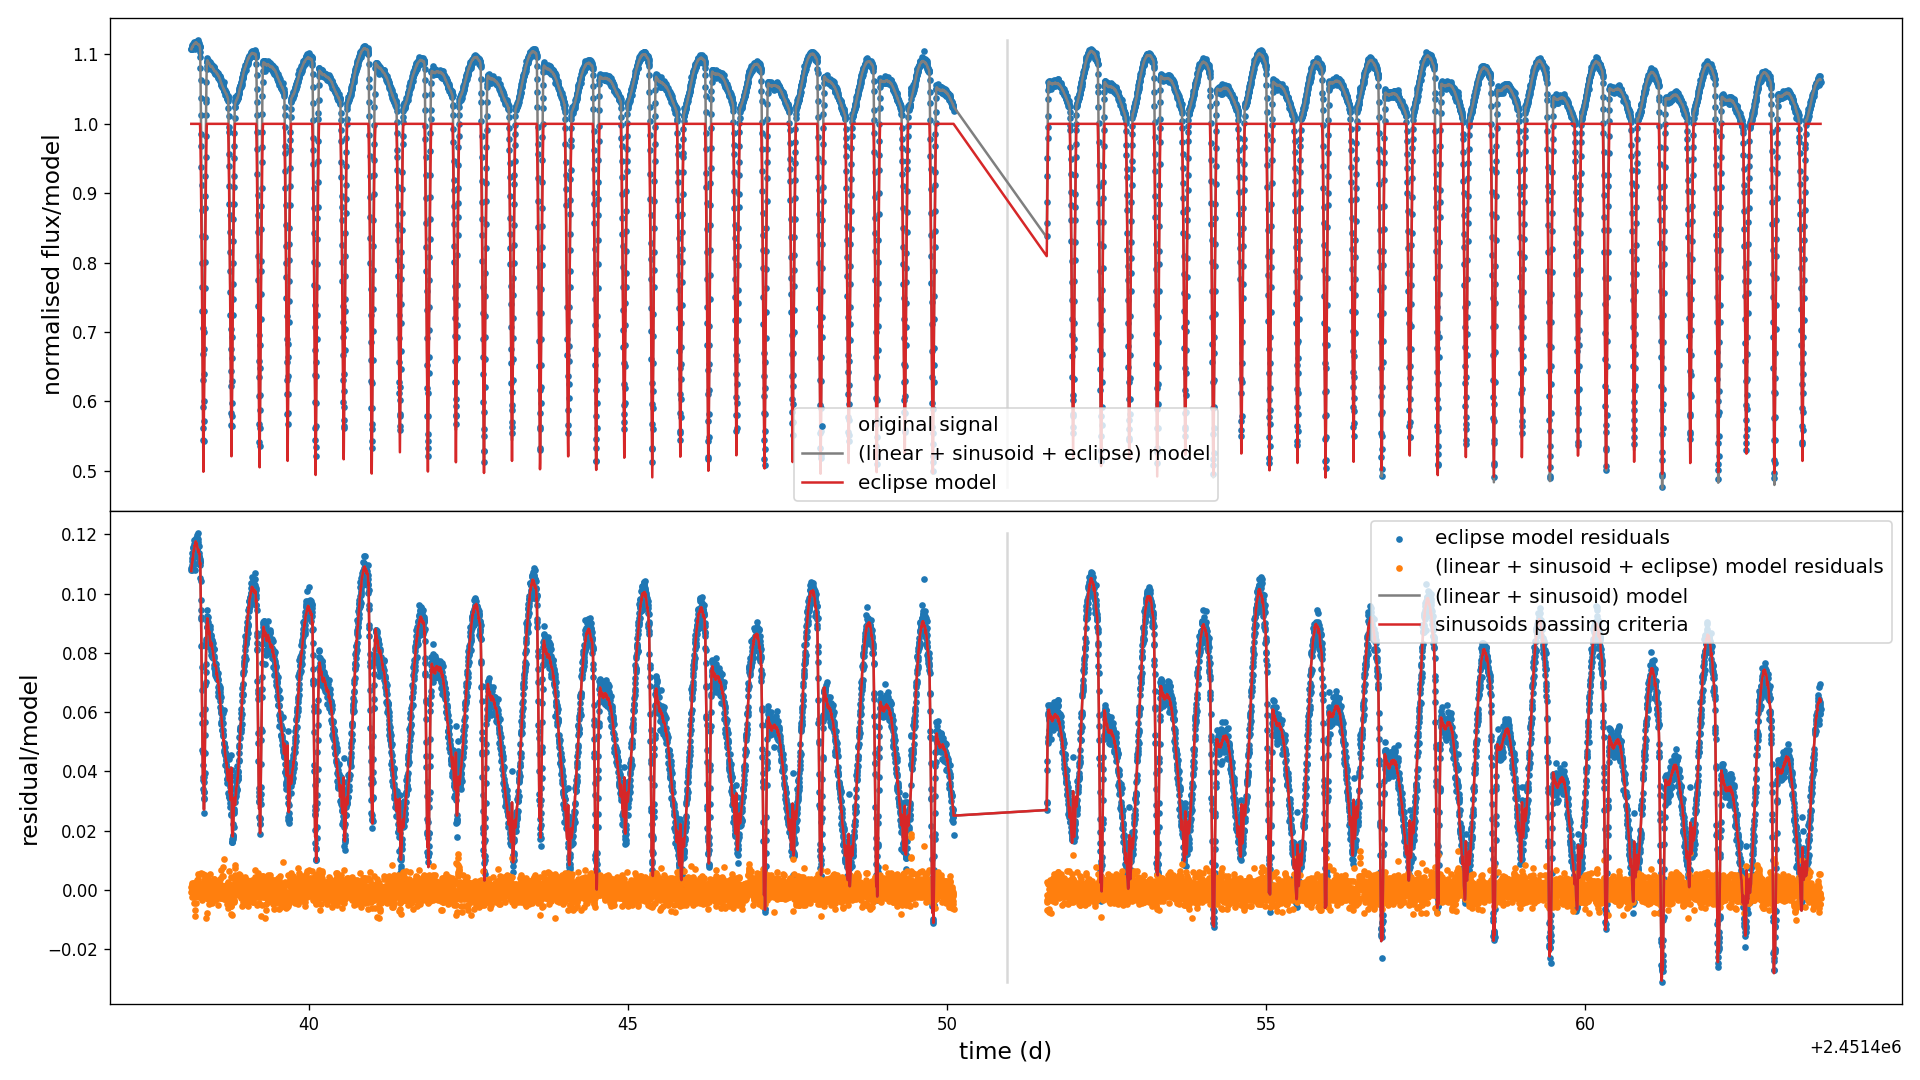 normalised flux/model
1.1
1.0
0.9
0.8
0.7
0.6
0.5
original signal
(linear + sinusoid + eclipse) model
eclipse model
residual/model
0.12
0.10
0.08
0.06
0.04
0.02
0.00
−0.02
eclipse model residuals
(linear + sinusoid + eclipse) model residuals
(linear + sinusoid) model
sinusoids passing criteria
40
45
50
55
60
time (d)
+2.4514e6